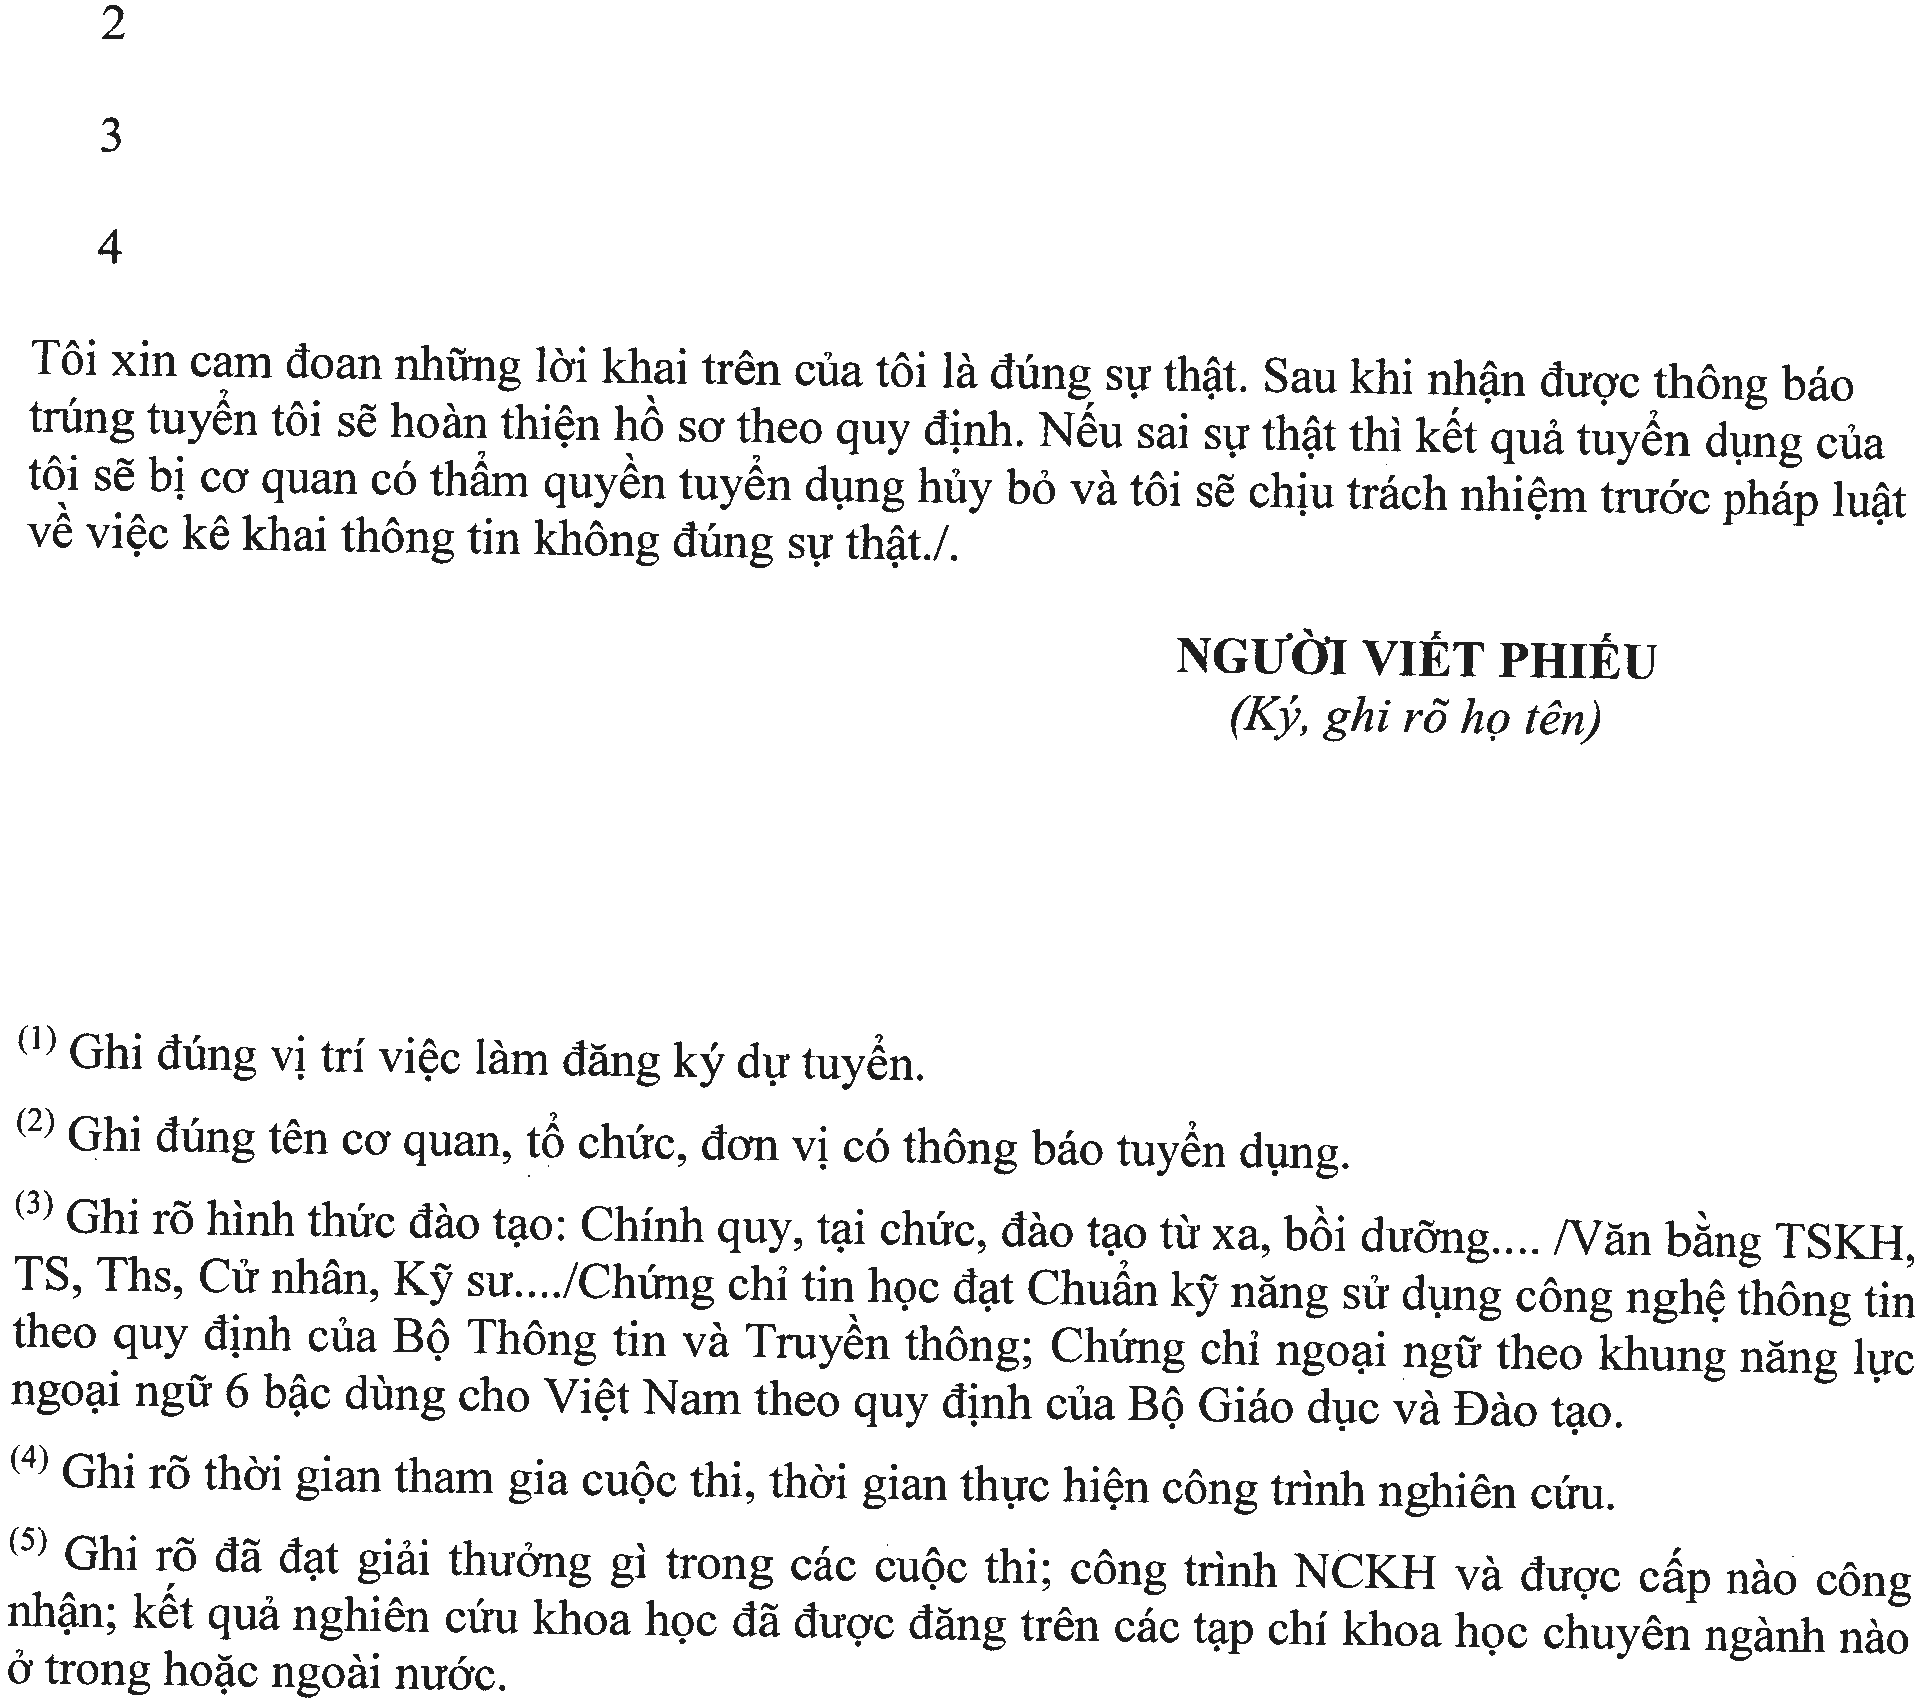 2
3
4
Tôi xin cam đoan những lời khai trên của tôi là đúng sự thật. Sau khi nhận được thông báo
trúng tuyển tôi sẽ hoàn thiện hồ sơ theo quy định. Nếu sai sự thật thì kết quả tuyển dụng của
tôi sẽ bị cơ quan có thẩm quyền tuyển dụng hủy bỏ và tôi sẽ chịu trách nhiệm trước pháp luật
về việc kê khai thông tin không đúng sự thật./.
NGƯỜI VIẾT PHIẾU
(Ký, ghi rõ họ tên)
(1) Ghi đúng vị trí việc làm đăng ký dự tuyển.
(2) Ghi đúng tên cơ quan, tổ chức, đơn vị có thông báo tuyển dụng.
(3) Ghi rõ hình thức đào tạo: Chính quy, tại chức, đào tạo từ xa, bồi dưỡng.... /Văn bằng TSKH,
TS, Ths, Cử nhân, Kỹ sư..../Chứng chỉ tin học đạt Chuẩn kỹ năng sử dụng công nghệ thông tin
theo quy định của Bộ Thông tin và Truyền thông; Chứng chỉ ngoại ngữ theo khung năng lực
ngoại ngữ 6 bậc dùng cho Việt Nam theo quy định của Bộ Giáo dục và Đào tạo.
(4) Ghi rõ thời gian tham gia cuộc thi, thời gian thực hiện công trình nghiên cứu.
(5) Ghi rõ đã đạt giải thưởng gì trong các cuộc thi; công trình NCKH và được cấp nào công
nhận; kết quả nghiên cứu khoa học đã được đăng trên các tạp chí khoa học chuyên ngành nào
ở trong hoặc ngoài nước.